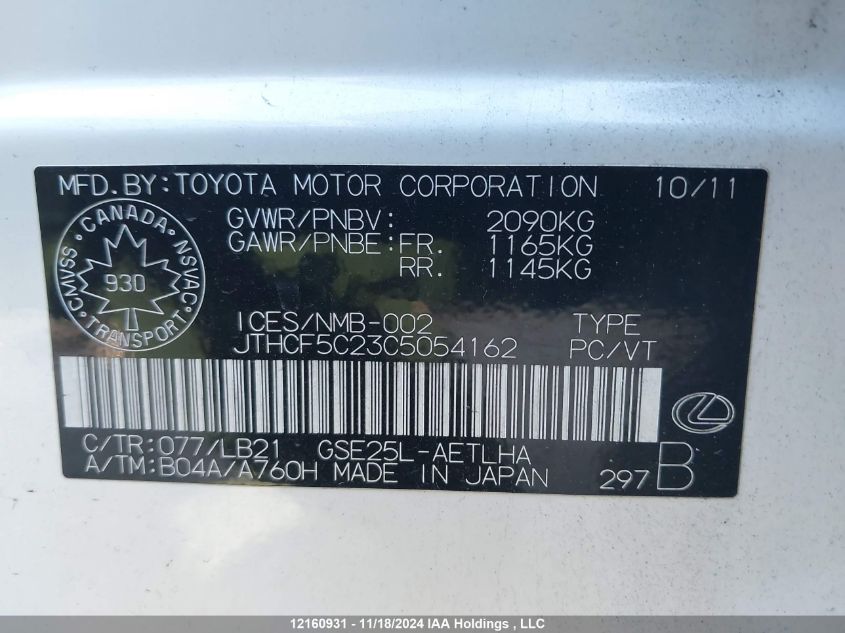 MFD.BY:TOYOTA MOTOR CORPORATION 10/11
GVWR/PNBV: 2090KG
GAWR/PNBE:FR. 1165KG
RR. 1145KG
CANADA
CMVSS
NSVAC
930
TRANSPORT
ICES/NMB-002 TYPE
JTHCF5C23C5054162 PC/VT
C/TR:077/LB21 GSE25L-AETLHA
A/TM:B04A/A760H MADE IN JAPAN 297 B
12160931 - 11/18/2024 IAA Holdings , LLC